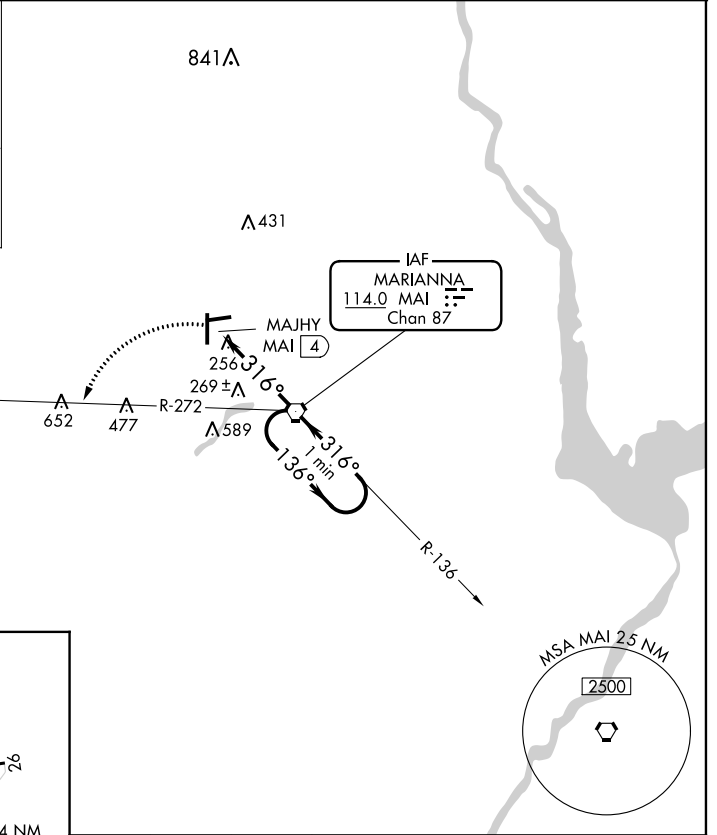 841
431
IAF
MARIANNA
114.0 MAI
Chan 87
MAJHY
MAI 4
256
316°
269 ±
R-272
652
477
589
316°
1 min
136°
R-136
MSA MAI 25 NM
2500
26
4 NM